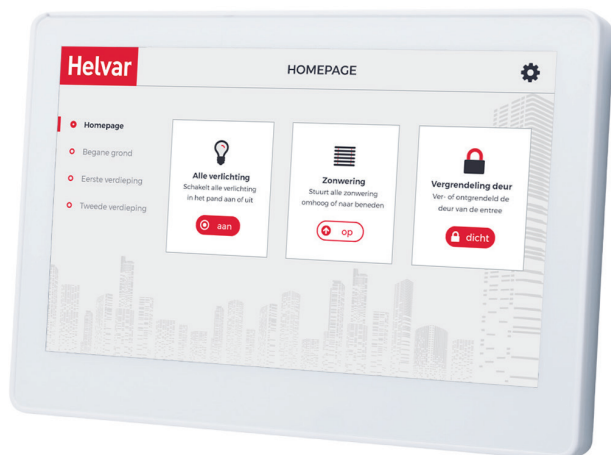 Helvar
HOMEPAGE
Homepage
Begane grond
Eerste verdieping
Tweede verdieping
Alle verlichting
Schakelt alle verlichting
in het pand aan of uit
aan
Zonwering
Stuurt alle zonwering
omhoog of naar beneden
op
Vergrendeling deur
Ver- of ontgrendeld de
deur van de entree
dicht